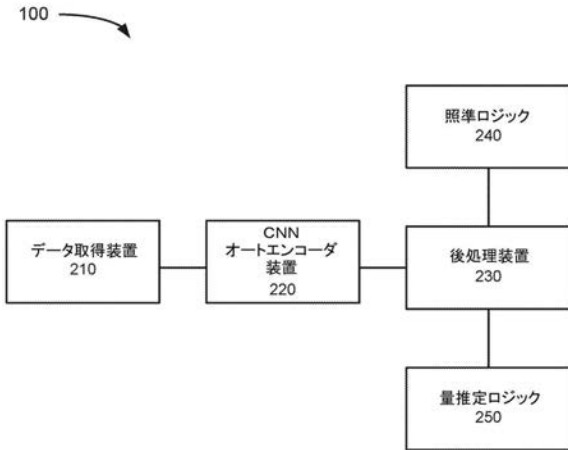 100
照準ロジック
240
データ取得装置
210
CNN
オートエンコーダ
装置
220
後処理装置
230
量推定ロジック
250